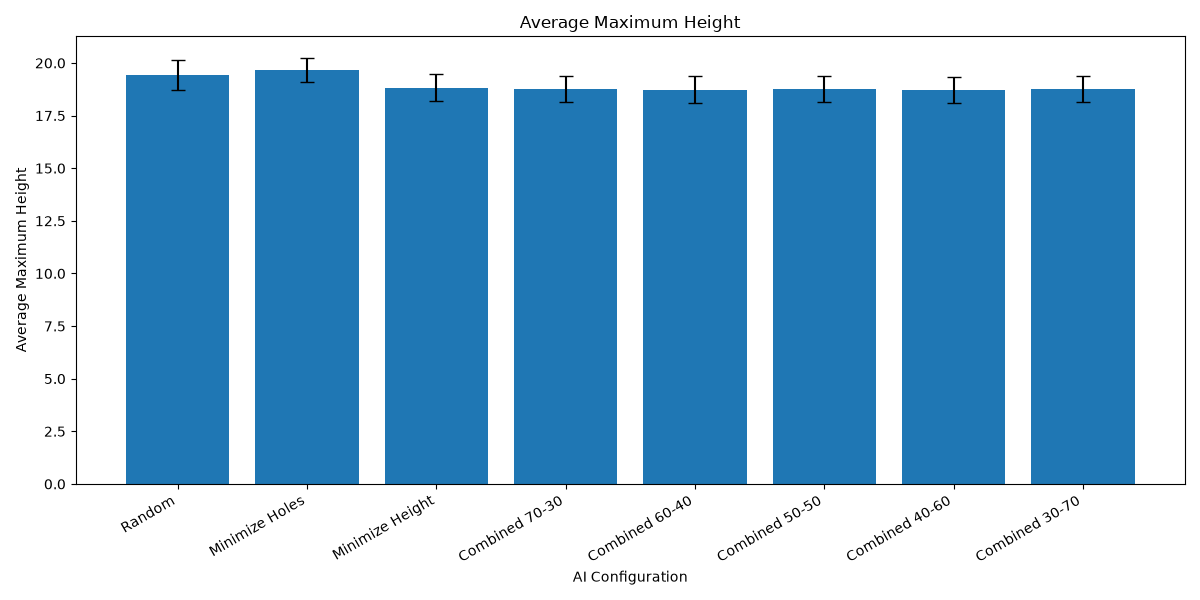 Average Maximum Height
Average Maximum Height
20.0
17.5
15.0
12.5
10.0
7.5
5.0
2.5
0.0
Random
Minimize Holes
Minimize Height
Combined 70-30
Combined 60-40
Combined 50-50
Combined 40-60
Combined 30-70
AI Configuration